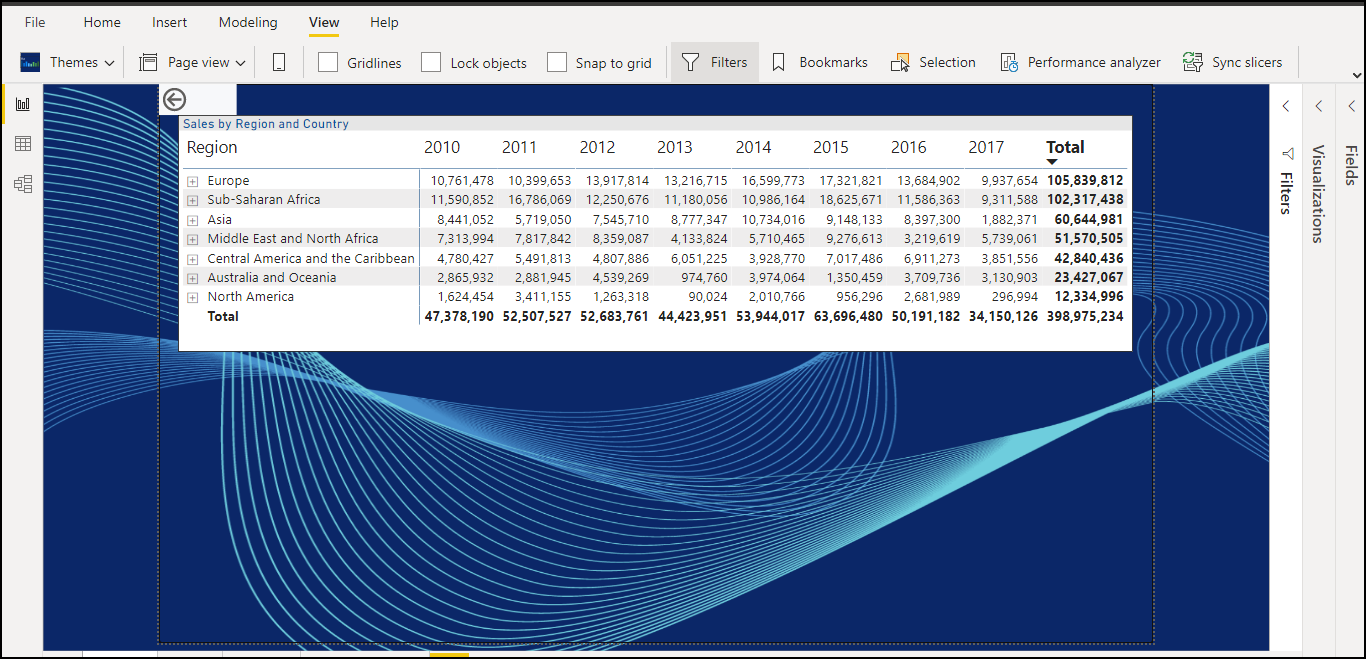 File Home Insert Modeling View Help
Themes Page view Gridlines Lock objects Snap to grid Filters Bookmarks Selection Performance analyzer Sync slicers
Sales by Region and Country
Region 2010 2011 2012 2013 2014 2015 2016 2017 Total
Europe 10,761,478 10,399,653 13,917,814 13,216,715 16,599,773 17,321,821 13,684,902 9,937,654 105,839,812
Sub-Saharan Africa 11,590,852 16,786,069 12,250,676 11,180,056 10,986,164 18,625,671 11,586,363 9,311,588 102,317,438
Asia 8,441,052 5,719,050 7,545,710 8,777,347 10,734,016 9,148,133 8,397,300 1,882,371 60,644,981
Middle East and North Africa 7,313,994 7,817,842 8,359,087 4,133,824 5,710,465 9,276,613 3,219,619 5,739,061 51,570,505
Central America and the Caribbean 4,780,427 5,491,813 4,807,886 6,051,225 3,928,770 7,017,486 6,911,273 3,851,556 42,840,436
Australia and Oceania 2,865,932 2,881,945 4,539,269 974,760 3,974,064 1,350,459 3,709,736 3,130,903 23,427,067
North America 1,624,454 3,411,155 1,263,318 90,024 2,010,766 956,296 2,681,989 296,994 12,334,996
Total 47,378,190 52,507,527 52,683,761 44,423,951 53,944,017 63,696,480 50,191,182 34,150,126 398,975,234
Filters
Visualizations
Fields